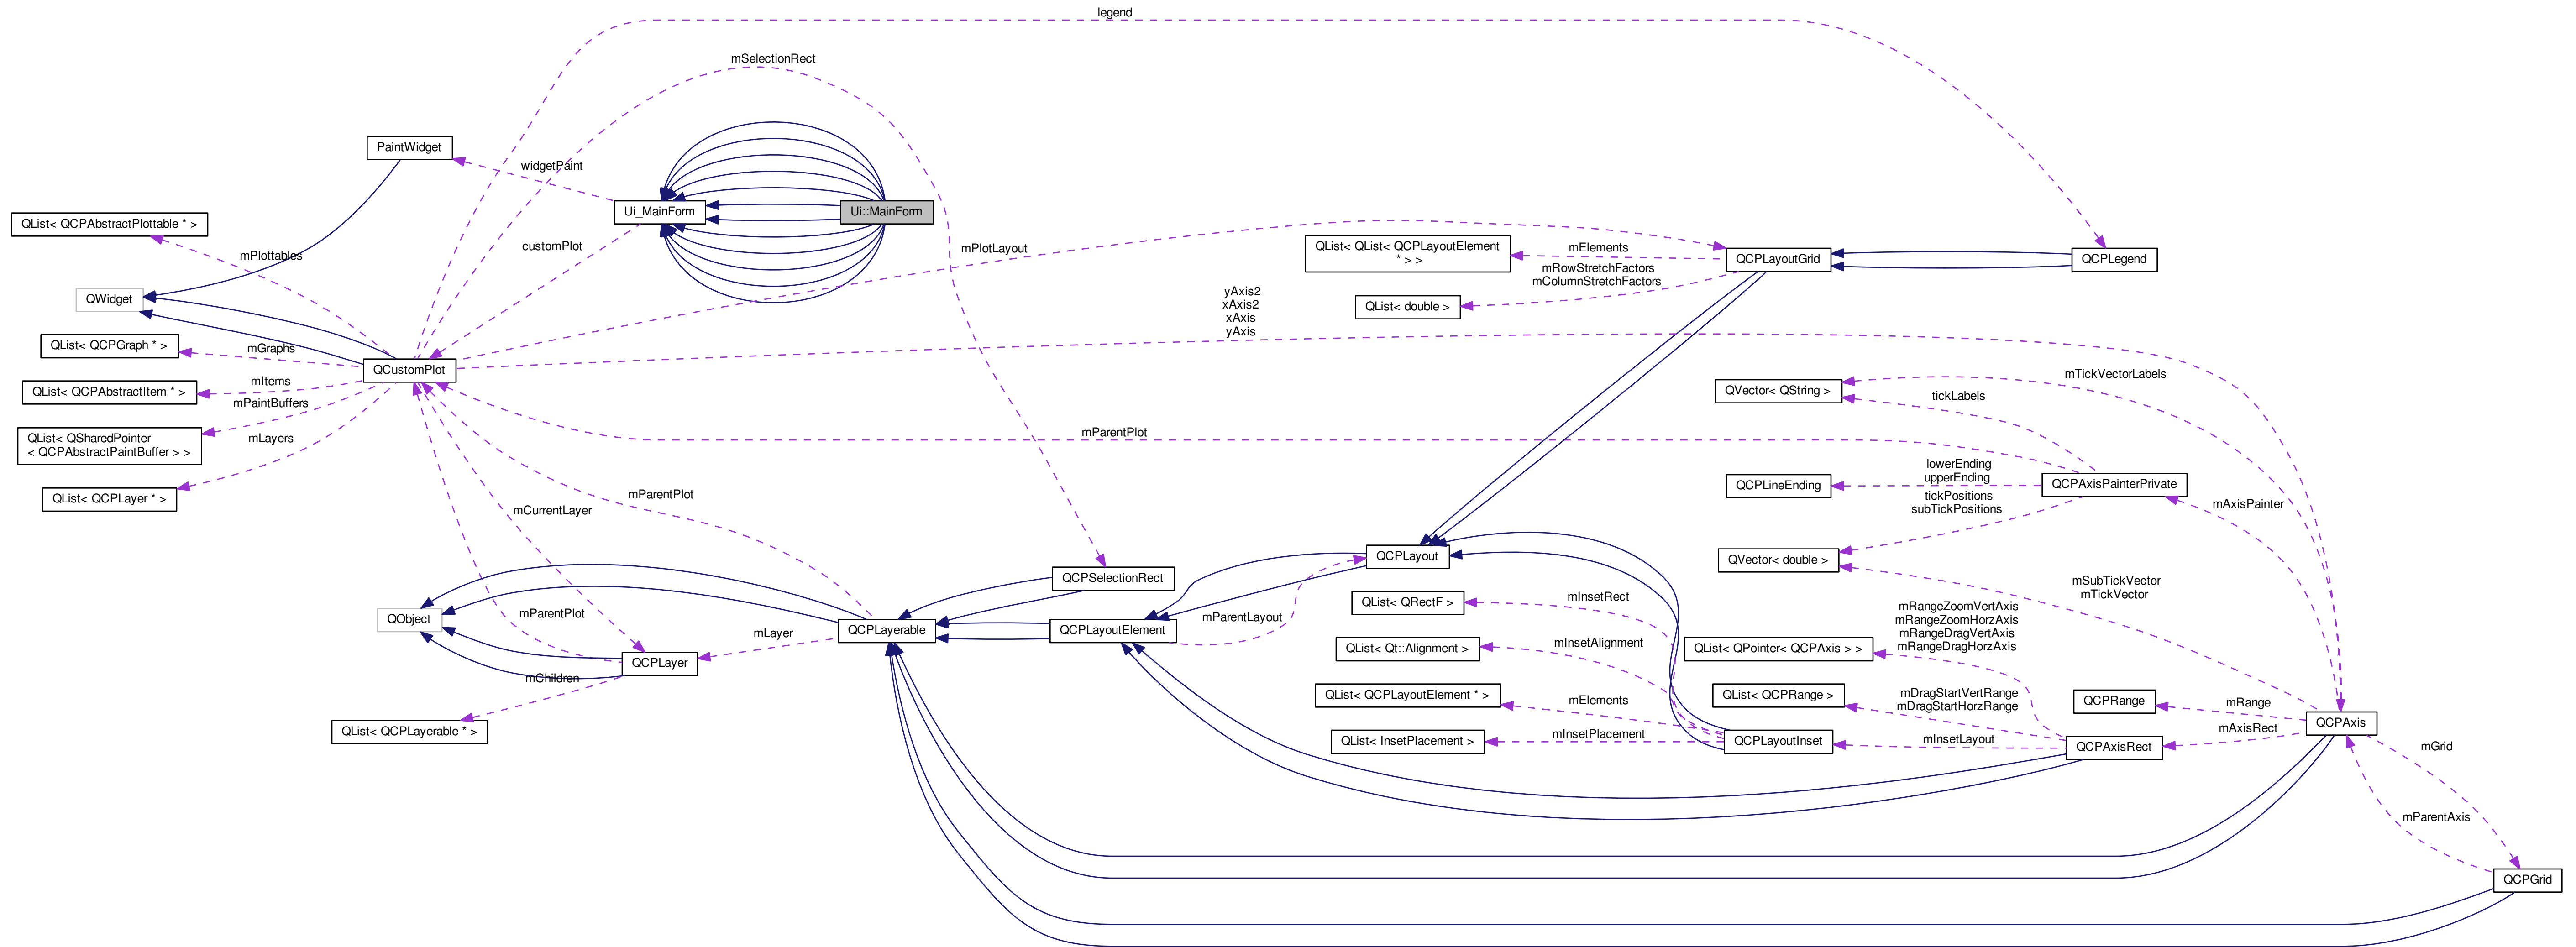 legend
mSelectionRect
PaintWidget
widgetPaint
Ui_MainForm
Ui::MainForm
QList< QCPAbstractPlottable * >
customPlot
mPlotLayout
QList< QList< QCPLayoutElement
* > >
mElements
QCPLayoutGrid
QCPLegend
mPlottables
mRowStretchFactors
mColumnStretchFactors
QWidget
yAxis2
xAxis2
xAxis
yAxis
QList< double >
QList< QCPGraph * >
mGraphs
QCustomPlot
mTickVectorLabels
QList< QCPAbstractItem * >
mItems
QVector< QString >
tickLabels
mPaintBuffers
QList< QSharedPointer
< QCPAbstractPaintBuffer > >
mLayers
mParentPlot
QList< QCPLayer * >
mParentPlot
mCurrentLayer
QCPLineEnding
lowerEnding
upperEnding
QCPAxisPainterPrivate
tickPositions
subTickPositions
mAxisPainter
QCPLayout
QVector< double >
QCPSelectionRect
mSubTickVector
mTickVector
QList< QRectF >
mInsetRect
mRangeZoomVertAxis
mRangeZoomHorzAxis
mRangeDragVertAxis
mRangeDragHorzAxis
QObject
mParentPlot
QCPLayerable
QCPLayoutElement
mParentLayout
mLayer
QList< Qt::Alignment >
mInsetAlignment
QList< QPointer< QCPAxis > >
QCPLayer
mChildren
QList< QCPLayoutElement * >
mElements
QList< QCPRange >
mDragStartVertRange
mDragStartHorzRange
QCPRange
mRange
QCPAxis
QList< QCPLayerable * >
QList< InsetPlacement >
mInsetPlacement
QCPLayoutInset
mInsetLayout
QCPAxisRect
mAxisRect
mGrid
mParentAxis
QCPGrid